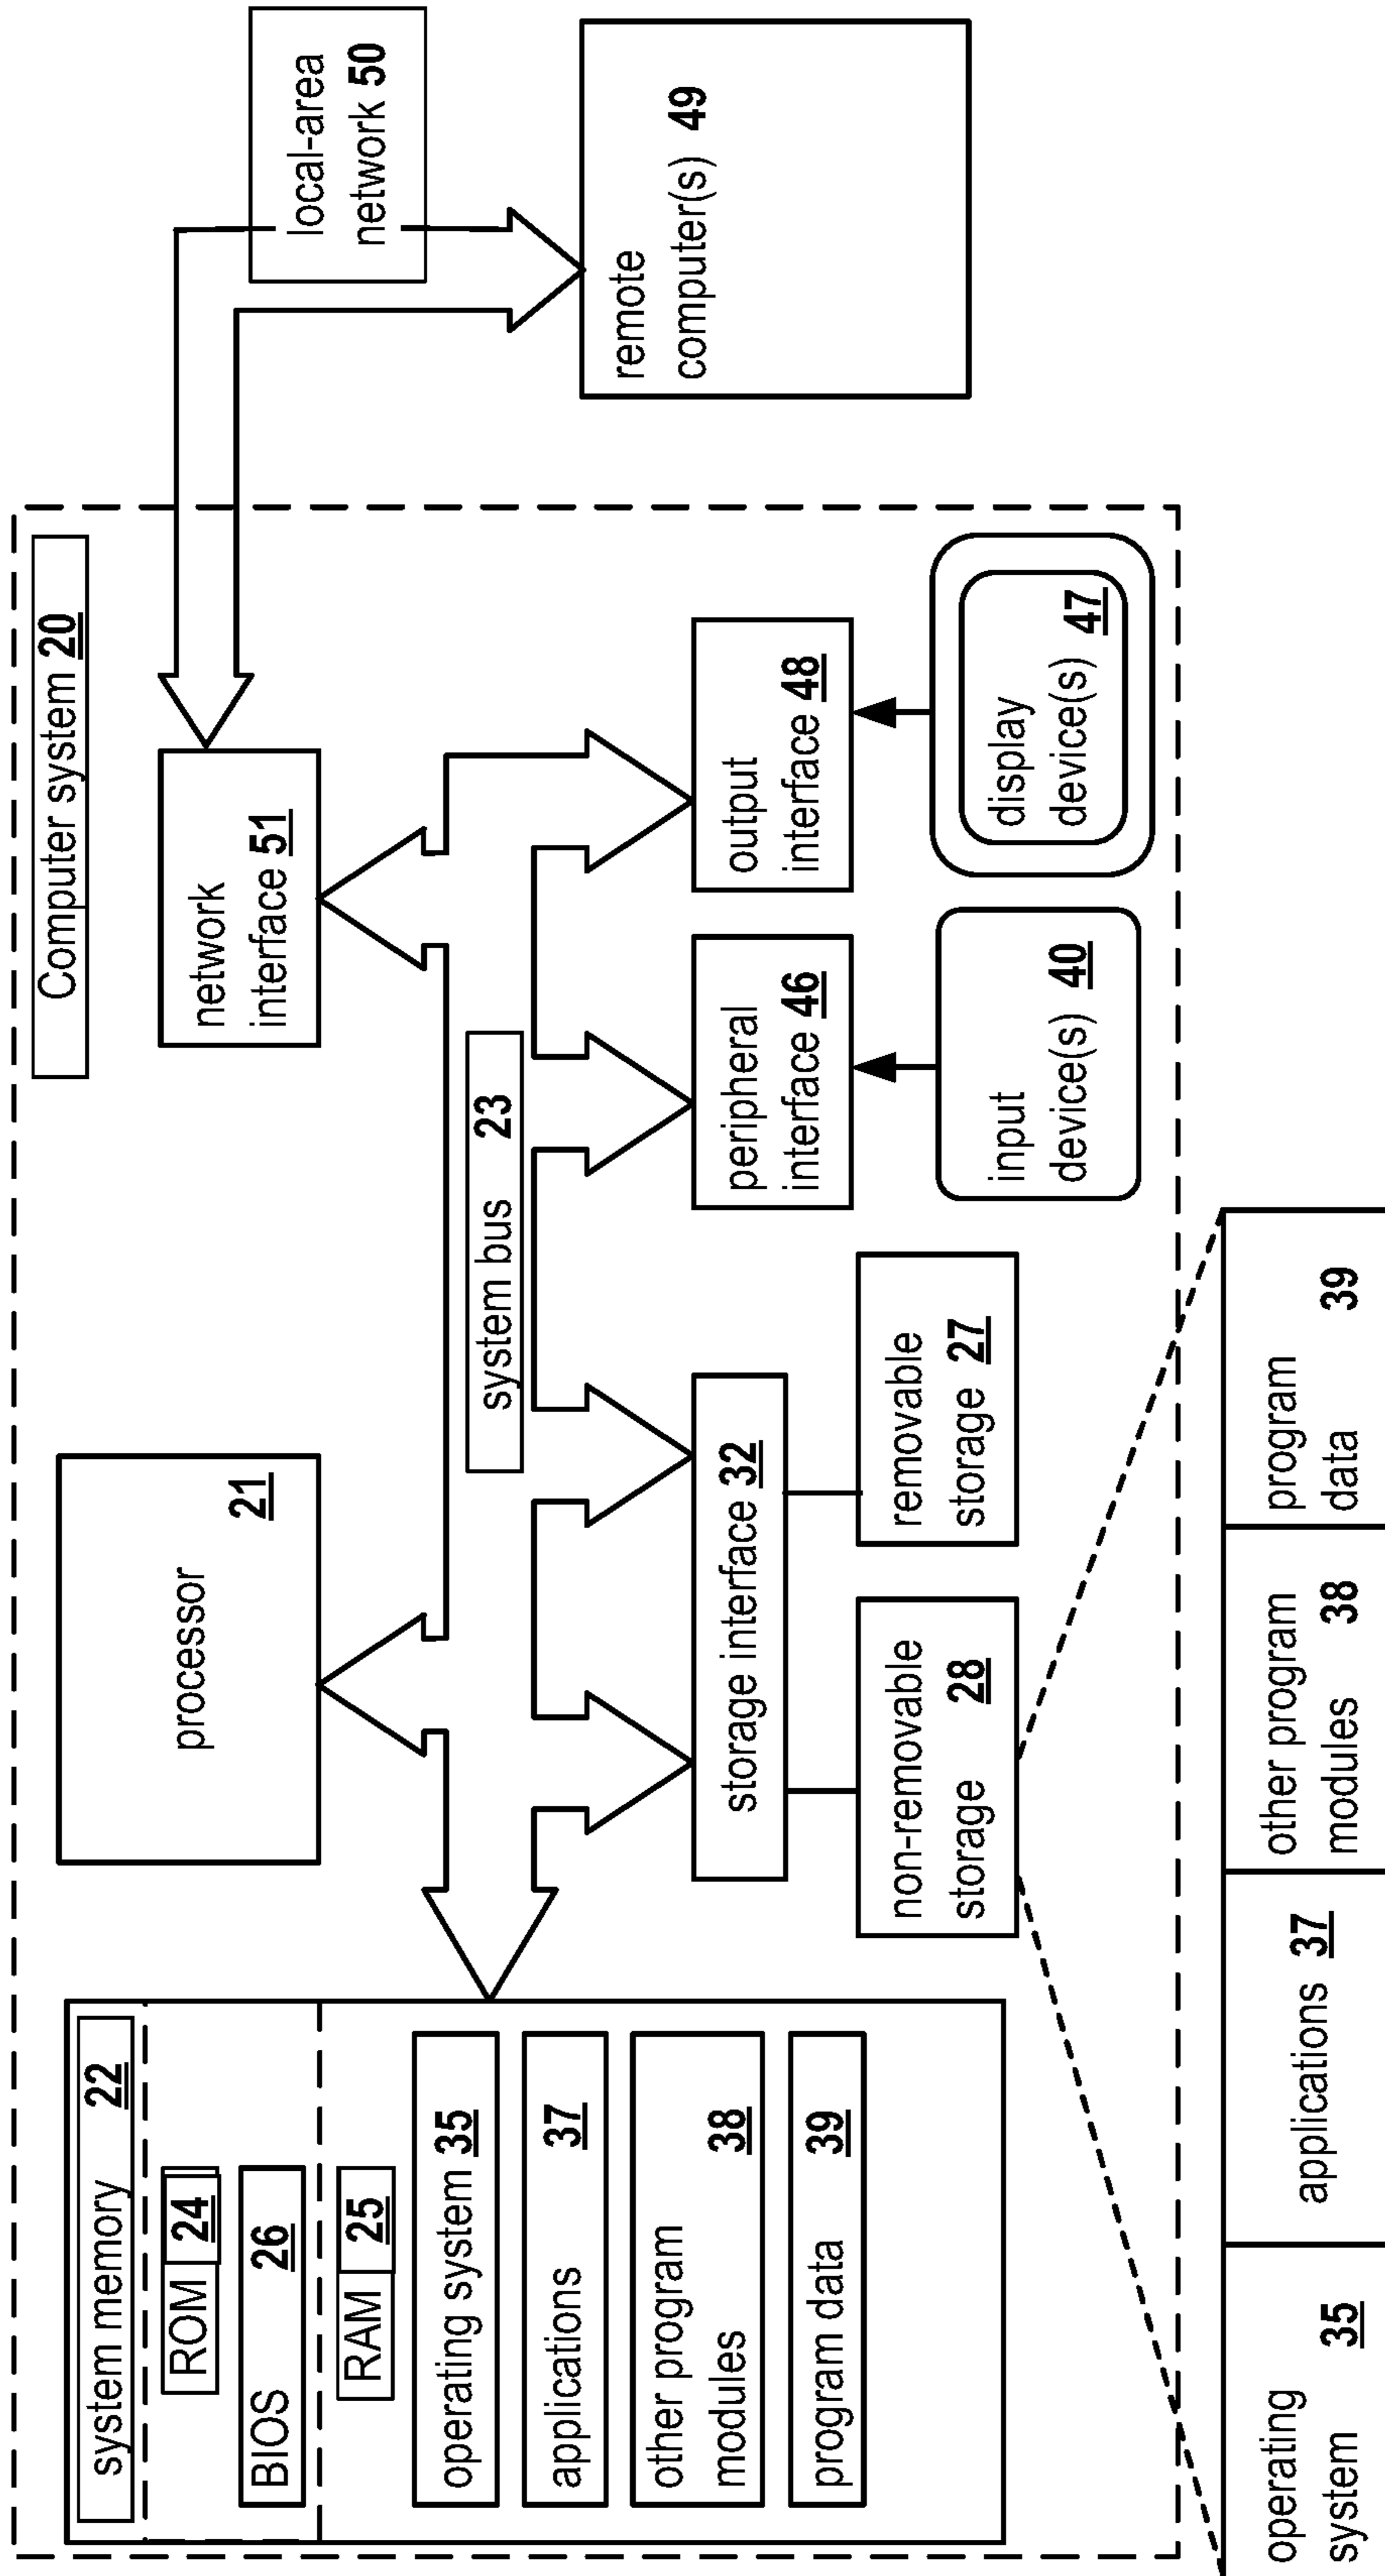 Computer system 20
system memory 22
ROM 24
BIOS 26
RAM 25
operating system 35
applications 37
other program
modules 38
program data 39
processor
21
network
interface 51
local-area
network 50
system bus 23
storage interface 32
peripheral
interface 46
output
interface 48
remote
computer(s) 49
non-removable
storage 28
removable
storage 27
input
device(s) 40
display
device(s) 47
operating
system 35
applications 37
other program
modules 38
program
data 39